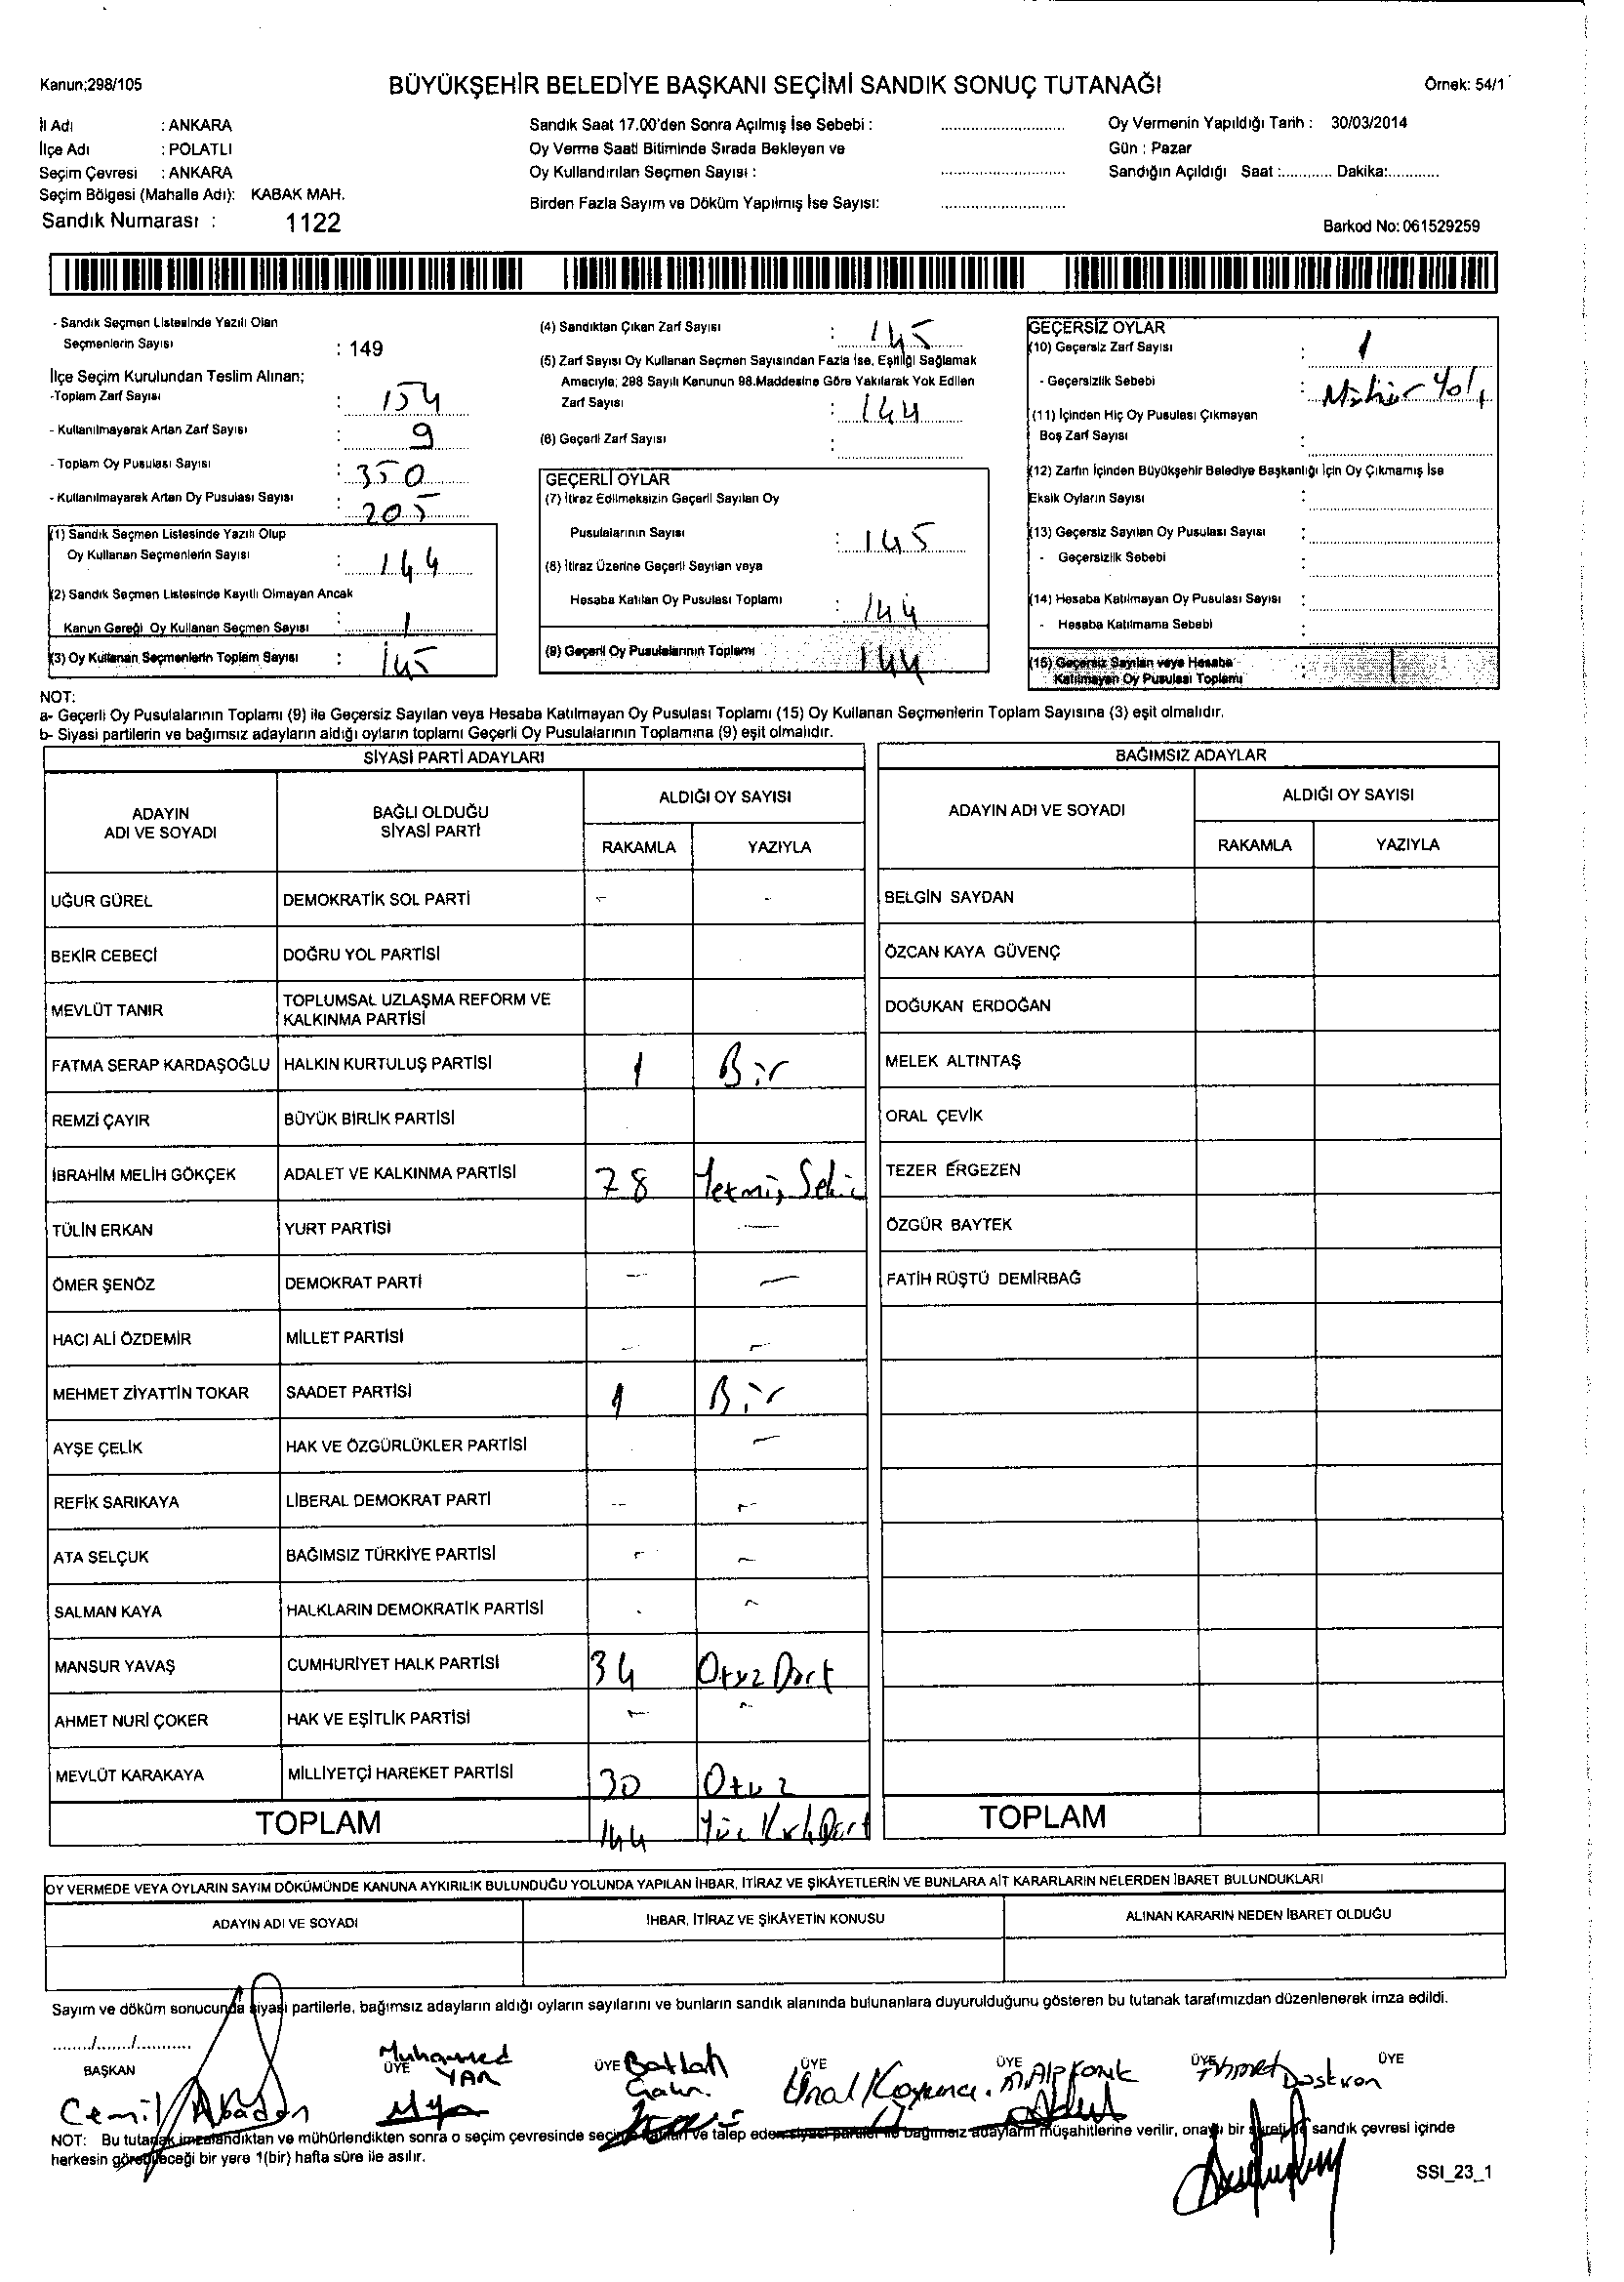 Kanun:298/105
BÜYÜKŞEHİR BELEDİYE BAŞKANI SEÇİMİ SANDIK SONUÇ TUTANAĞI
Örnek: 54/1
İl Adı : ANKARA
İlçe Adı : POLATLI
Seçim Çevresi : ANKARA
Seçim Bölgesi (Mahalle Adı): KABAK MAH.
Sandık Numarası : 1122
Sandık Saat 17.00'den Sonra Açılmış İse Sebebi :
Oy Verme Saati Bitiminde Sırada Bekleyen ve
Oy Kullandırılan Seçmen Sayısı :
Birden Fazla Sayım ve Döküm Yapılmış İse Sayısı:
Oy Vermenin Yapıldığı Tarih : 30/03/2014
Gün : Pazar
Sandığın Açıldığı Saat :............ Dakika:............
Barkod No: 061529259
- Sandık Seçmen Listesinde Yazılı Olan
Seçmenlerin Sayısı : 149
İlçe Seçim Kurulundan Teslim Alınan;
-Toplam Zarf Sayısı : 154
- Kullanılmayarak Artan Zarf Sayısı : 9
- Toplam Oy Pusulası Sayısı : 350
- Kullanılmayarak Artan Oy Pusulası Sayısı : 205
(1) Sandık Seçmen Listesinde Yazılı Olup
Oy Kullanan Seçmenlerin Sayısı : 144
(2) Sandık Seçmen Listesinde Kayıtlı Olmayan Ancak
Kanun Gereği Oy Kullanan Seçmen Sayısı : 1
(3) Oy Kullanan Seçmenlerin Toplam Sayısı : 145
(4) Sandıktan Çıkan Zarf Sayısı : 145
(5) Zarf Sayısı Oy Kullanan Seçmen Sayısından Fazla İse, Eşitliği Sağlamak
Amacıyla; 298 Sayılı Kanunun 98.Maddesine Göre Yakılarak Yok Edilen
Zarf Sayısı : 144
(6) Geçerli Zarf Sayısı :
GEÇERLİ OYLAR
(7) İtiraz Edilmeksizin Geçerli Sayılan Oy
Pusulalarının Sayısı : 145
(8) İtiraz Üzerine Geçerli Sayılan veya
Hesaba Katılan Oy Pusulası Toplamı : 144
(9) Geçerli Oy Pusulalarının Toplamı 144
GEÇERSİZ OYLAR
(10) Geçersiz Zarf Sayısı : 1
- Geçersizlik Sebebi : Mühür Yok
(11) İçinden Hiç Oy Pusulası Çıkmayan
Boş Zarf Sayısı :
(12) Zarfın İçinden Büyükşehir Belediye Başkanlığı İçin Oy Çıkmamış İse
Eksik Oyların Sayısı :
(13) Geçersiz Sayılan Oy Pusulası Sayısı :
- Geçersizlik Sebebi :
(14) Hesaba Katılmayan Oy Pusulası Sayısı :
- Hesaba Katılmama Sebebi :
(15) Geçersiz Sayılan veya Hesaba
Katılmayan Oy Pusulası Toplamı : 1
NOT:
a- Geçerli Oy Pusulalarının Toplamı (9) ile Geçersiz Sayılan veya Hesaba Katılmayan Oy Pusulası Toplamı (15) Oy Kullanan Seçmenlerin Toplam Sayısına (3) eşit olmalıdır.
b- Siyasi partilerin ve bağımsız adayların aldığı oyların toplamı Geçerli Oy Pusulalarının Toplamına (9) eşit olmalıdır.
SİYASİ PARTİ ADAYLARI
ADAYIN ADI VE SOYADI
BAĞLI OLDUĞU SİYASİ PARTİ
ALDIĞI OY SAYISI
RAKAMLA YAZIYLA
UĞUR GÜREL DEMOKRATİK SOL PARTİ - -
BEKİR CEBECİ DOĞRU YOL PARTİSİ
MEVLÜT TANIR TOPLUMSAL UZLAŞMA REFORM VE KALKINMA PARTİSİ
FATMA SERAP KARDAŞOĞLU HALKIN KURTULUŞ PARTİSİ 1 Bir
REMZİ ÇAYIR BÜYÜK BİRLİK PARTİSİ
İBRAHİM MELİH GÖKÇEK ADALET VE KALKINMA PARTİSİ 78 Yetmiş Sekiz
TÜLİN ERKAN YURT PARTİSİ -
ÖMER ŞENÖZ DEMOKRAT PARTİ - -
HACI ALİ ÖZDEMİR MİLLET PARTİSİ - -
MEHMET ZİYATTİN TOKAR SAADET PARTİSİ 1 Bir
AYŞE ÇELİK HAK VE ÖZGÜRLÜKLER PARTİSİ -
REFİK SARIKAYA LİBERAL DEMOKRAT PARTİ - -
ATA SELÇUK BAĞIMSIZ TÜRKİYE PARTİSİ - -
SALMAN KAYA HALKLARIN DEMOKRATİK PARTİSİ - -
MANSUR YAVAŞ CUMHURİYET HALK PARTİSİ 34 Otuz Dört
AHMET NURİ ÇOKER HAK VE EŞİTLİK PARTİSİ - -
MEVLÜT KARAKAYA MİLLİYETÇİ HAREKET PARTİSİ 30 Otuz
TOPLAM 144 Yüz Kırk Dört
BAĞIMSIZ ADAYLAR
ADAYIN ADI VE SOYADI
ALDIĞI OY SAYISI
RAKAMLA YAZIYLA
BELGİN SAYDAN
ÖZCAN KAYA GÜVENÇ
DOĞUKAN ERDOĞAN
MELEK ALTINTAŞ
ORAL ÇEVİK
TEZER ERGEZEN
ÖZGÜR BAYTEK
FATİH RÜŞTÜ DEMİRBAĞ
TOPLAM
OY VERMEDE VEYA OYLARIN SAYIM DÖKÜMÜNDE KANUNA AYKIRILIK BULUNDUĞU YOLUNDA YAPILAN İHBAR, İTİRAZ VE ŞİKÂYETLERİN VE BUNLARA AİT KARARLARIN NELERDEN İBARET BULUNDUKLARI
ADAYIN ADI VE SOYADI
İHBAR, İTİRAZ VE ŞİKÂYETİN KONUSU
ALINAN KARARIN NEDEN İBARET OLDUĞU
Sayım ve döküm sonucunda siyasi partilerle, bağımsız adayların aldığı oyların sayılarını ve bunların sandık alanında bulunanlara duyurulduğunu gösteren bu tutanak tarafımızdan düzenlenerek imza edildi.
......../......../............
BAŞKAN ÜYE ÜYE ÜYE ÜYE ÜYE ÜYE
Cemil Muhammed YAR Ünal Ahmet
NOT: Bu tutanak imzalandıktan ve mühürlendikten sonra o seçim çevresinde seçime katılan ve talep eden siyasi partiler ile bağımsız adayların müşahitlerine verilir, onaylı bir sureti de sandık çevresi içinde
herkesin görebileceği bir yere 1(bir) hafta süre ile asılır.
SSI_23_1